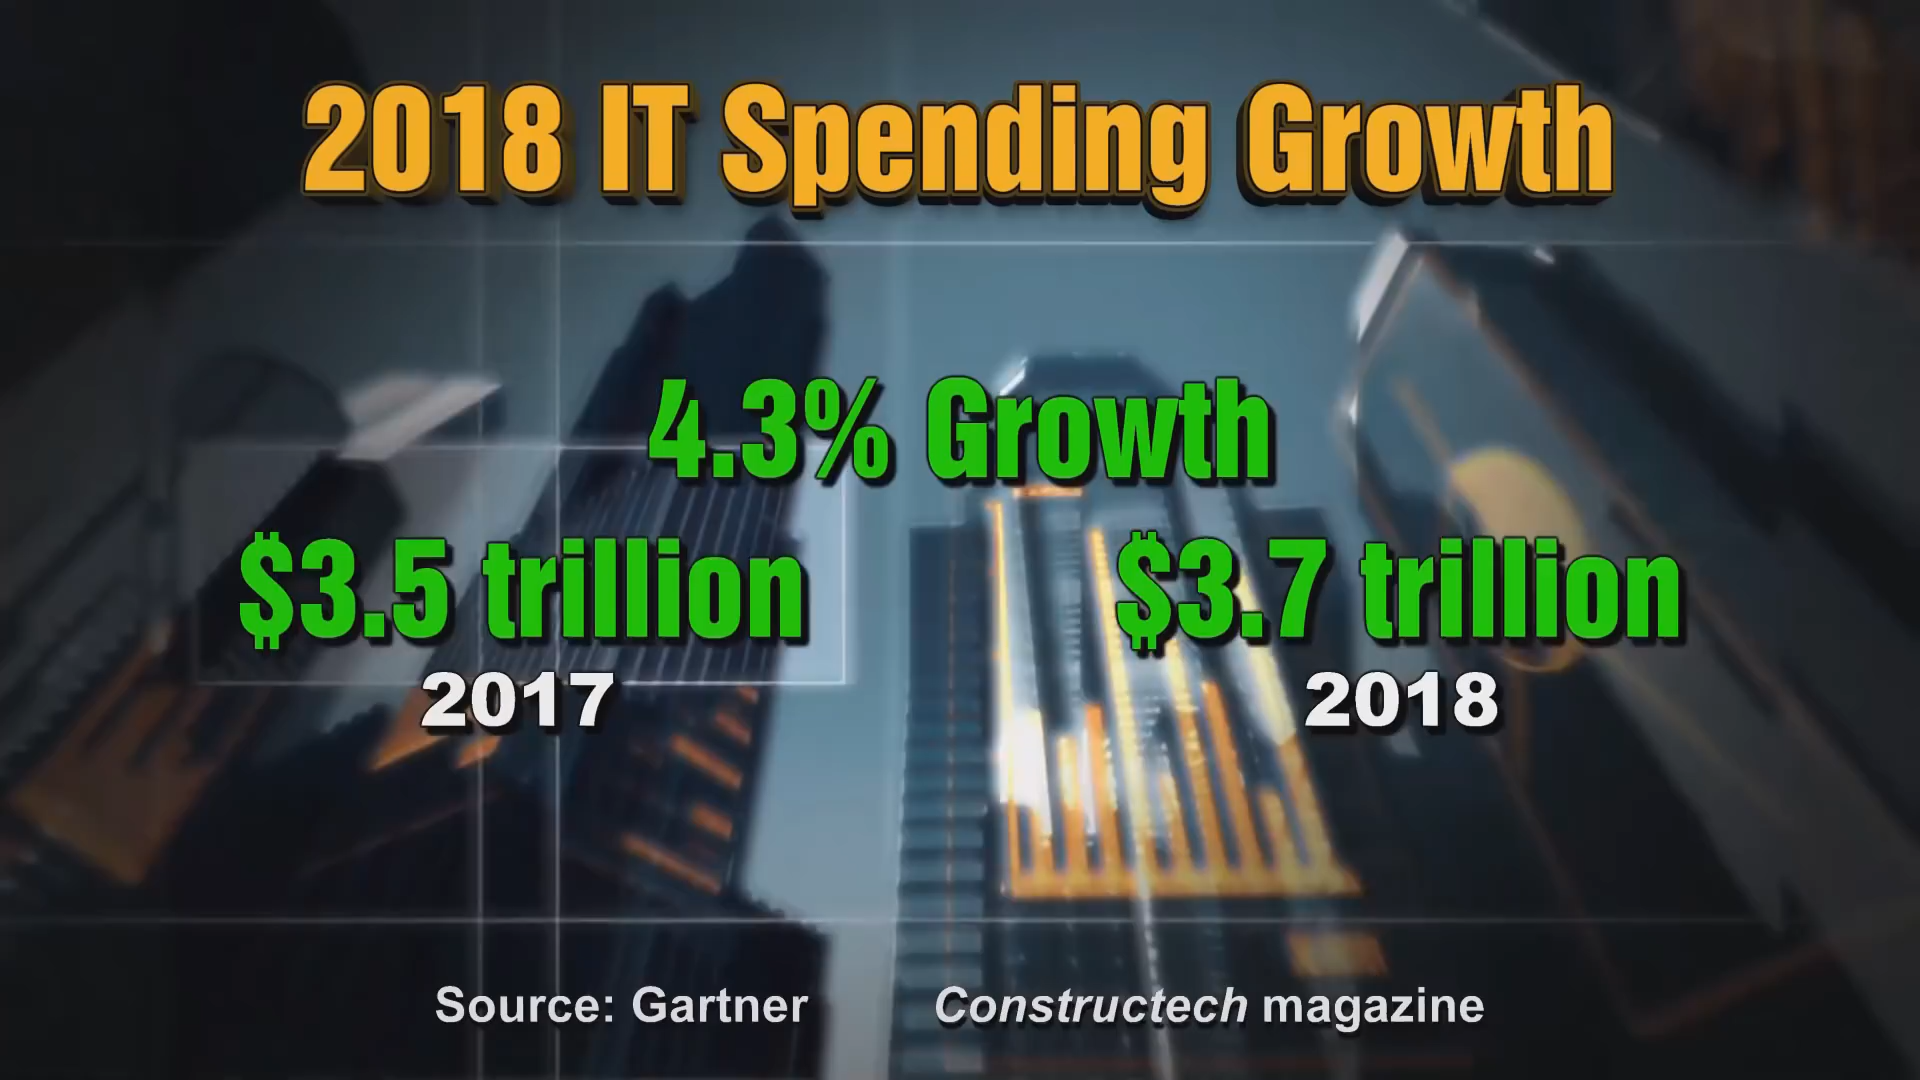 2018 IT Spending Growth
4.3% Growth
$3.5 trillion
2017
$3.7 trillion
2018
Source: Gartner
Constructech magazine